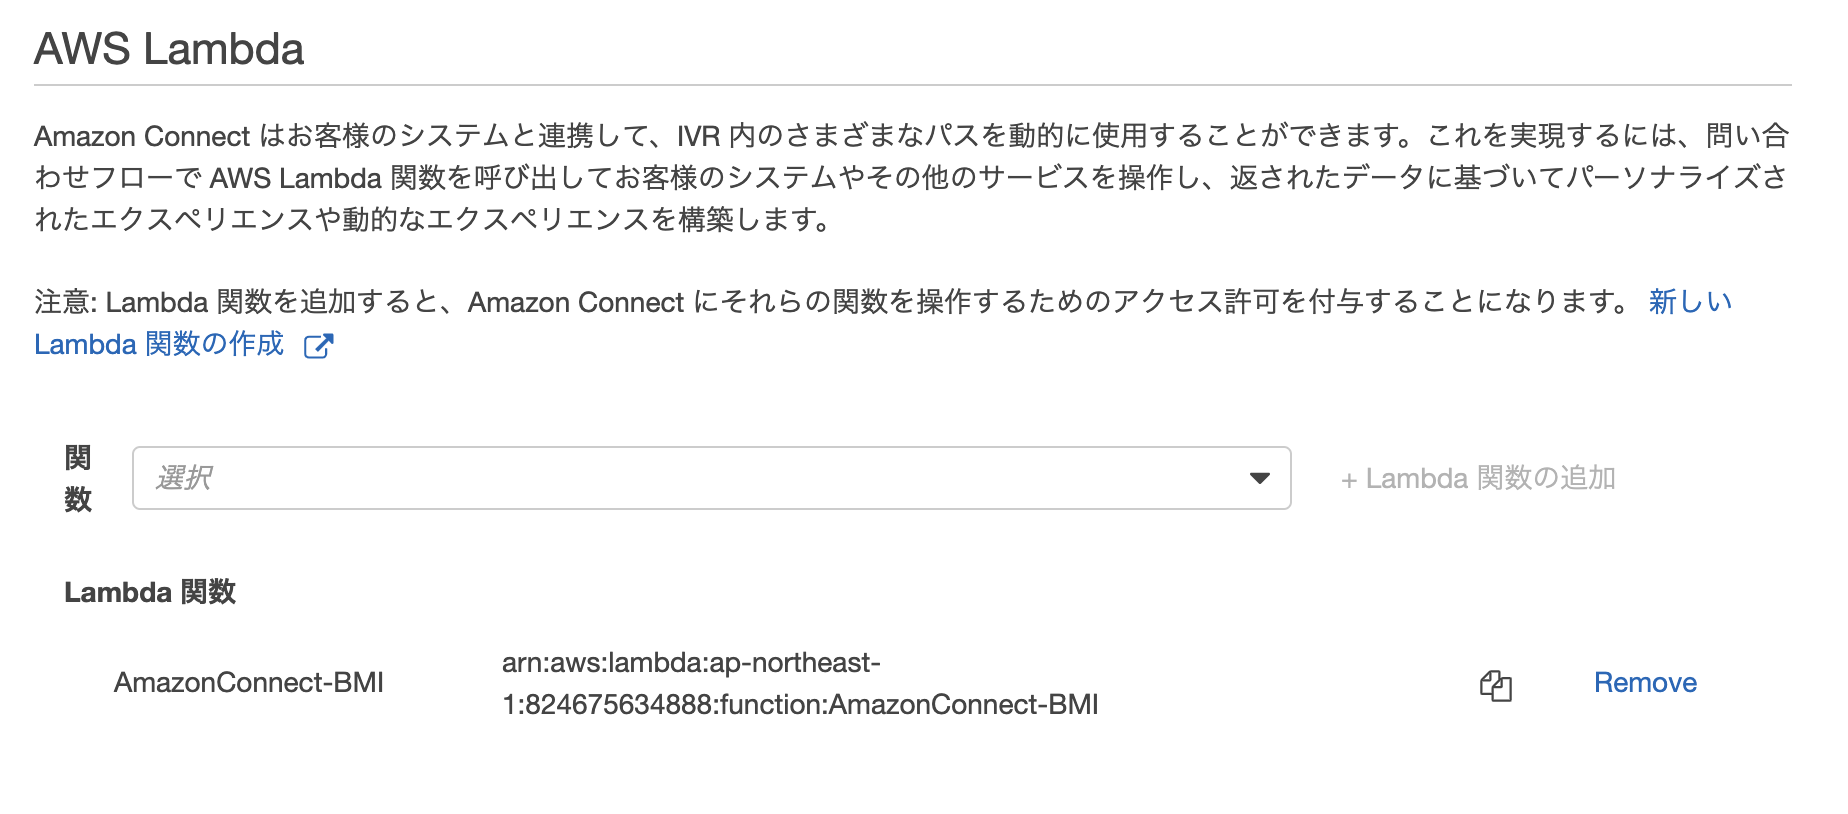 AWS Lambda
Amazon Connect はお客様のシステムと連携して、IVR 内のさまざまなパスを動的に使用することができます。これを実現するには、問い合
わせフローで AWS Lambda 関数を呼び出してお客様のシステムやその他のサービスを操作し、返されたデータに基づいてパーソナライズさ
れたエクスペリエンスや動的なエクスペリエンスを構築します。
注意: Lambda 関数を追加すると、Amazon Connect にそれらの関数を操作するためのアクセス許可を付与することになります。 新しい
Lambda 関数の作成
関
数
選択
+ Lambda 関数の追加
Lambda 関数
AmazonConnect-BMI
arn:aws:lambda:ap-northeast-
1:824675634888:function:AmazonConnect-BMI
Remove